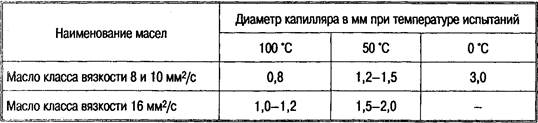 Наименование масел
Диаметр капилляра в мм при температуре испытаний
100 °C 50 °C 0 °C
Масло класса вязкости 8 и 10 мм²/с 0,8 1,2–1,5 3,0
Масло класса вязкости 16 мм²/с 1,0–1,2 1,5–2,0 –